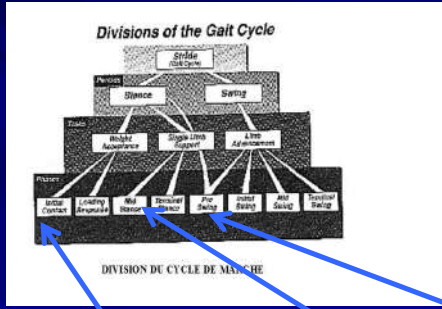 Divisions of the Gait Cycle
Stride
(Gait Cycle)
Periods
Stance Swing
Tasks
Weight Acceptance Single Limb Support Limb Advancement
Phases
Initial Contact Loading Response Mid Stance Terminal Stance Pre Swing Initial Swing Mid Swing Terminal Swing
DIVISION DU CYCLE DE MARCHE